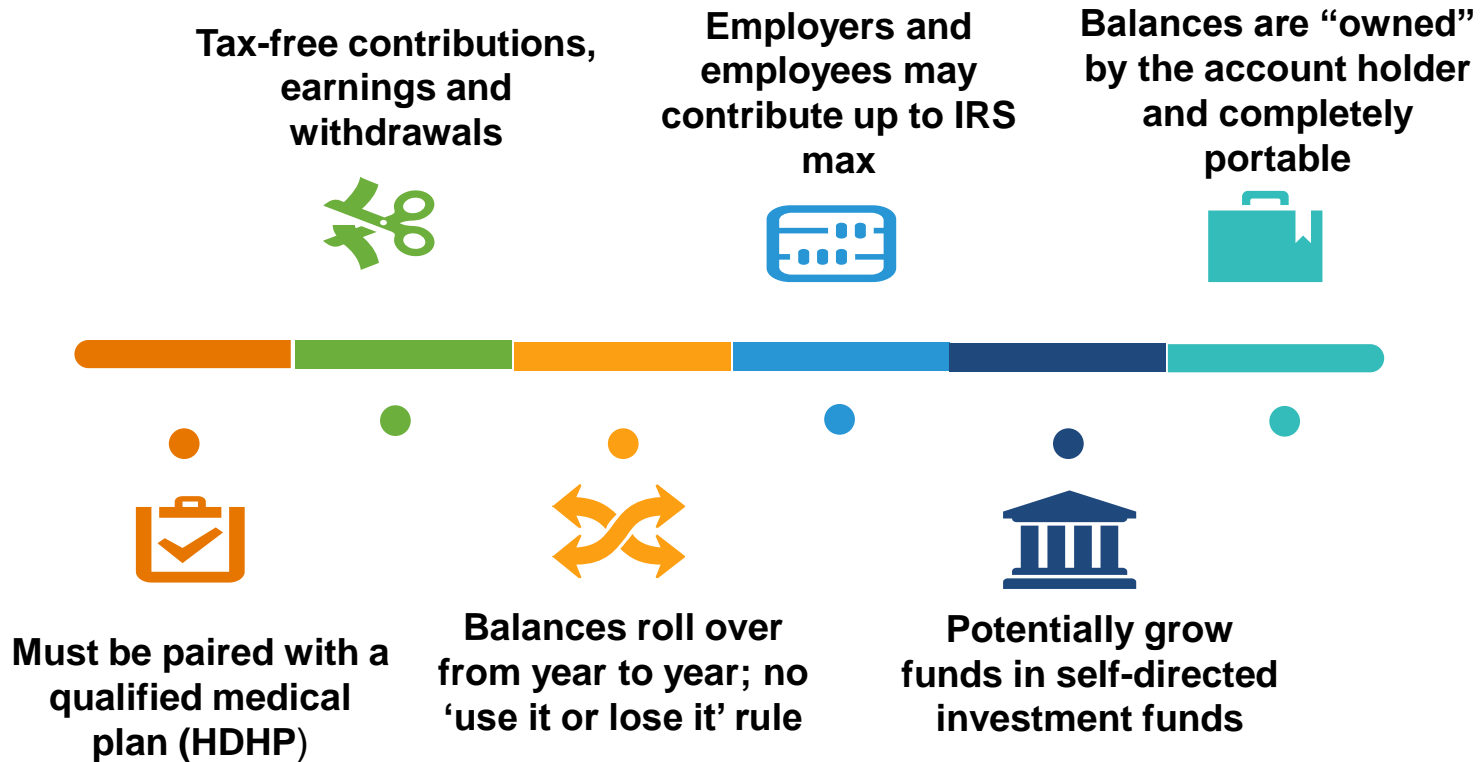 Tax-free contributions,
earnings and
withdrawals
Employers and
employees may
contribute up to IRS
max
Balances are “owned”
by the account holder
and completely
portable
Must be paired with a
qualified medical
plan (HDHP)
Balances roll over
from year to year; no
‘use it or lose it’ rule
Potentially grow
funds in self-directed
investment funds